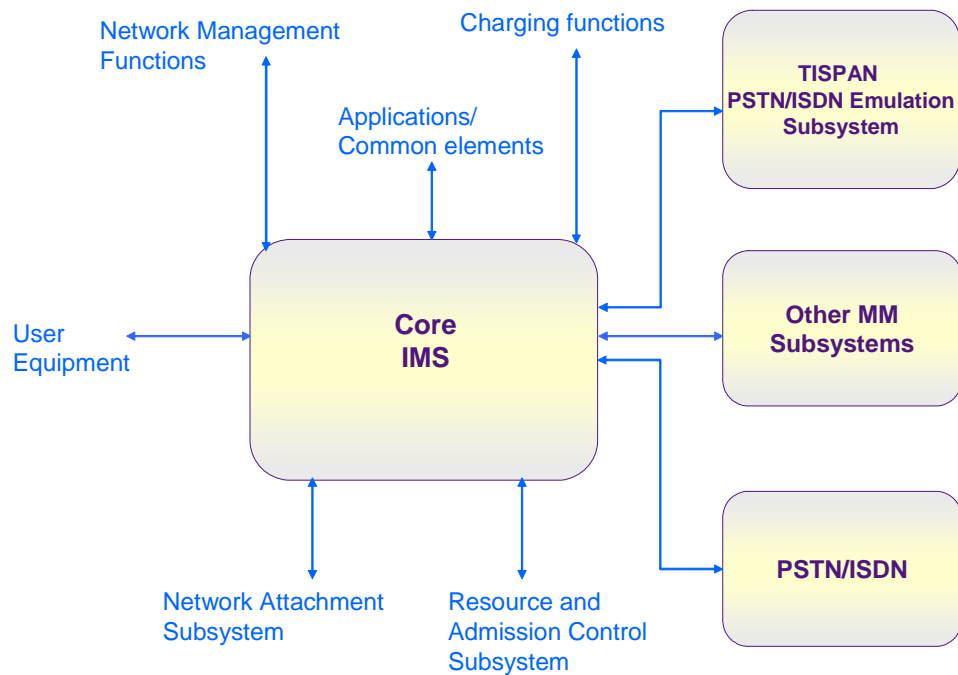 Network Management
Functions
Charging functions
TISPAN
PSTN/ISDN Emulation
Subsystem
Applications/
Common elements
User
Equipment
Core
IMS
Other MM
Subsystems
Network Attachment
Subsystem
Resource and
Admission Control
Subsystem
PSTN/ISDN